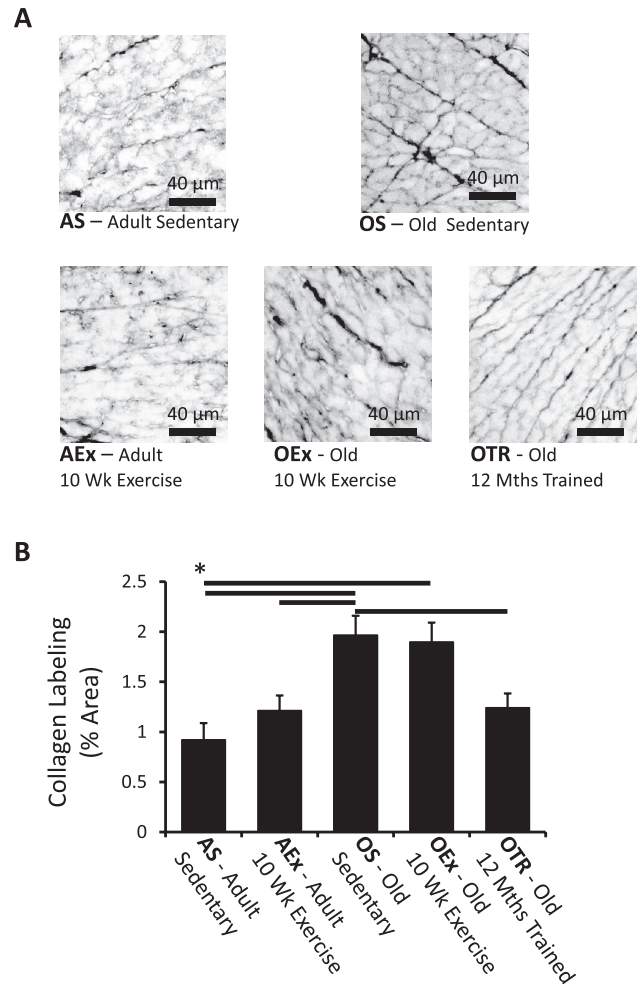 A
40 μm
40 μm
AS – Adult Sedentary
OS – Old Sedentary
40 μm
40 μm
40 μm
AEx – Adult
10 Wk Exercise
OEx - Old
10 Wk Exercise
OTR - Old
12 Mths Trained
B
*
Collagen Labeling
(% Area)
2.5
2
1.5
1
0.5
0
AS - Adult
Sedentary
AEx - Adult
10 Wk Exercise
OS - Old
Sedentary
OEx - Old
10 Wk Exercise
OTR - Old
12 Mths Trained